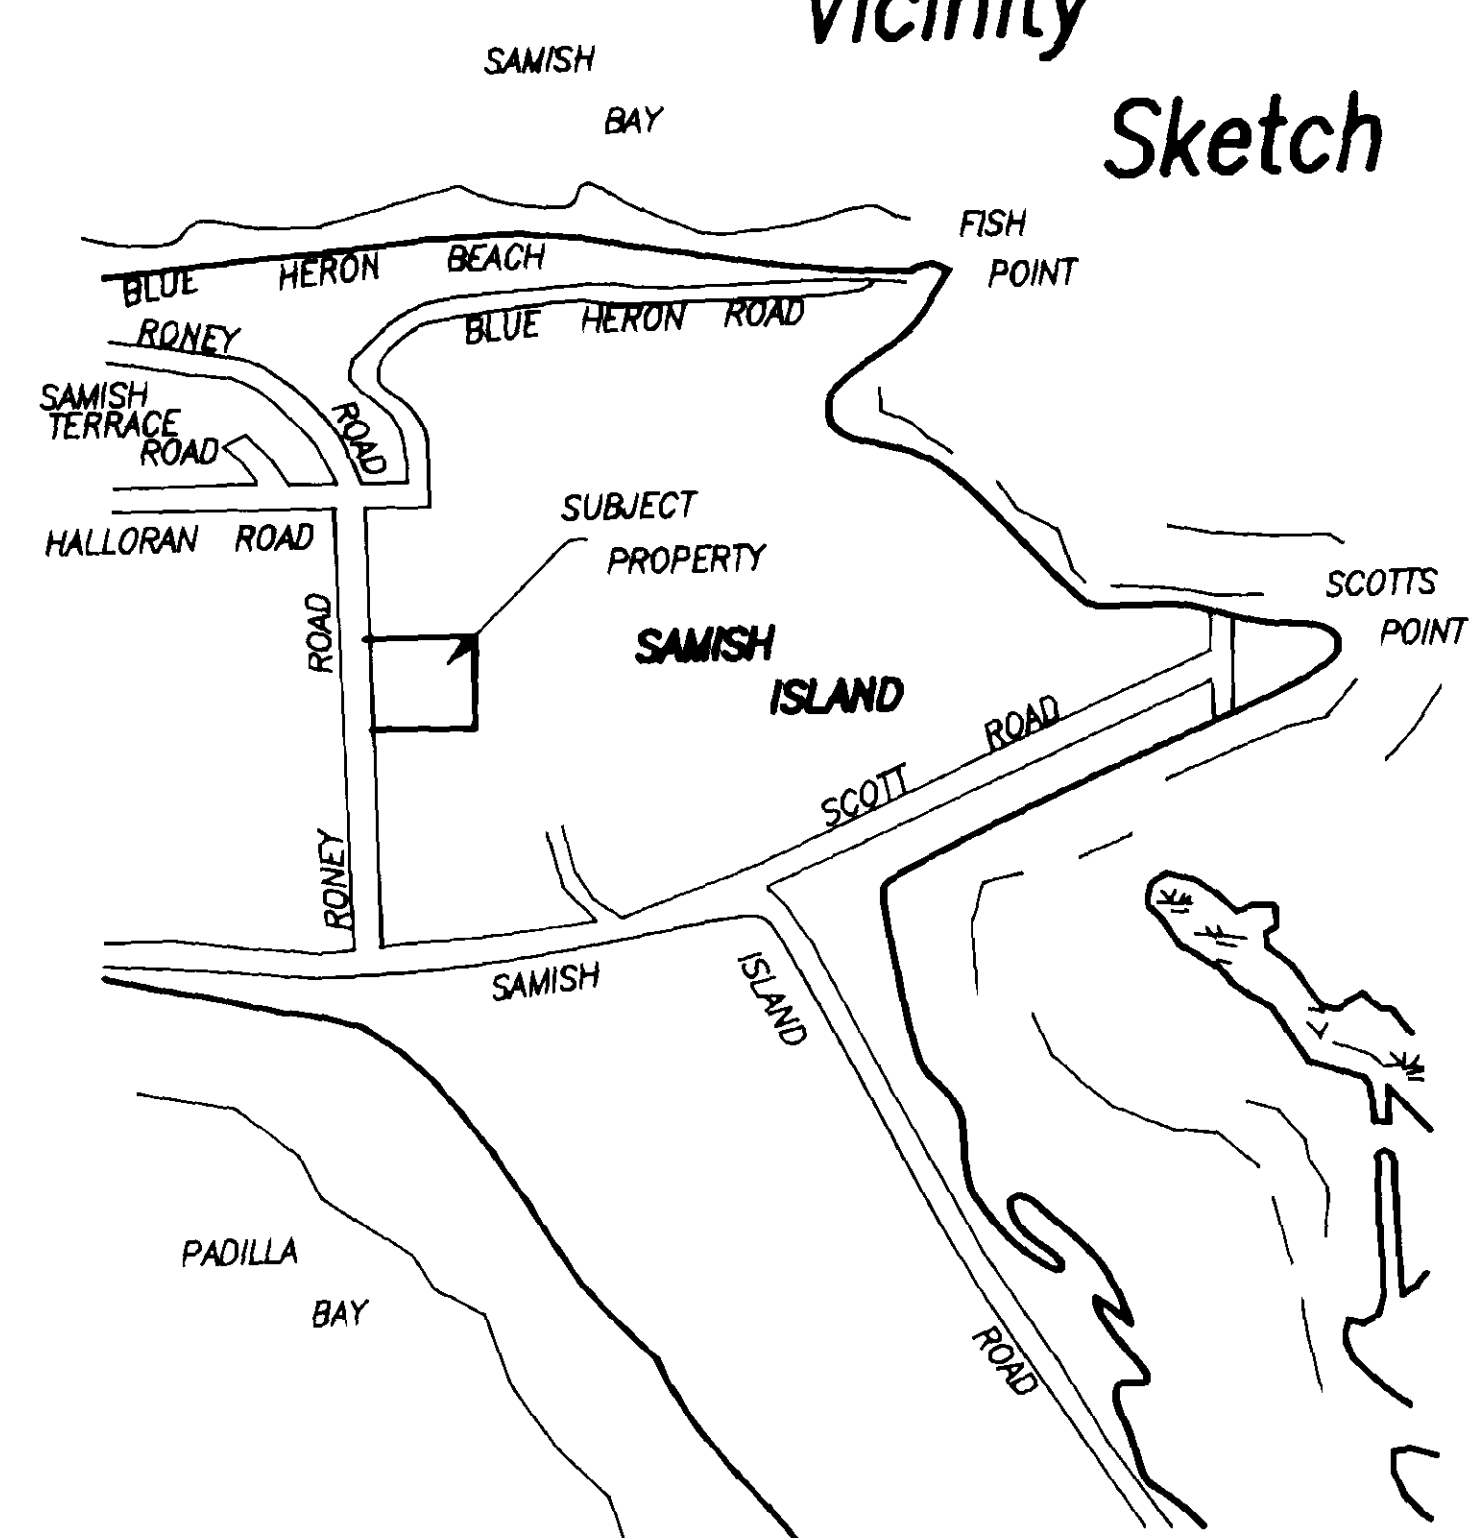 Vicinity
Sketch
SAMISH
BAY
FISH
POINT
BLUE HERON BEACH
BLUE HERON ROAD
RONEY
ROAD
SAMISH
TERRACE
ROAD
HALLORAN ROAD
SUBJECT
PROPERTY
SCOTTS
POINT
SAMISH
ISLAND
RONEY ROAD
SCOTT ROAD
SAMISH
ISLAND
ROAD
PADILLA
BAY